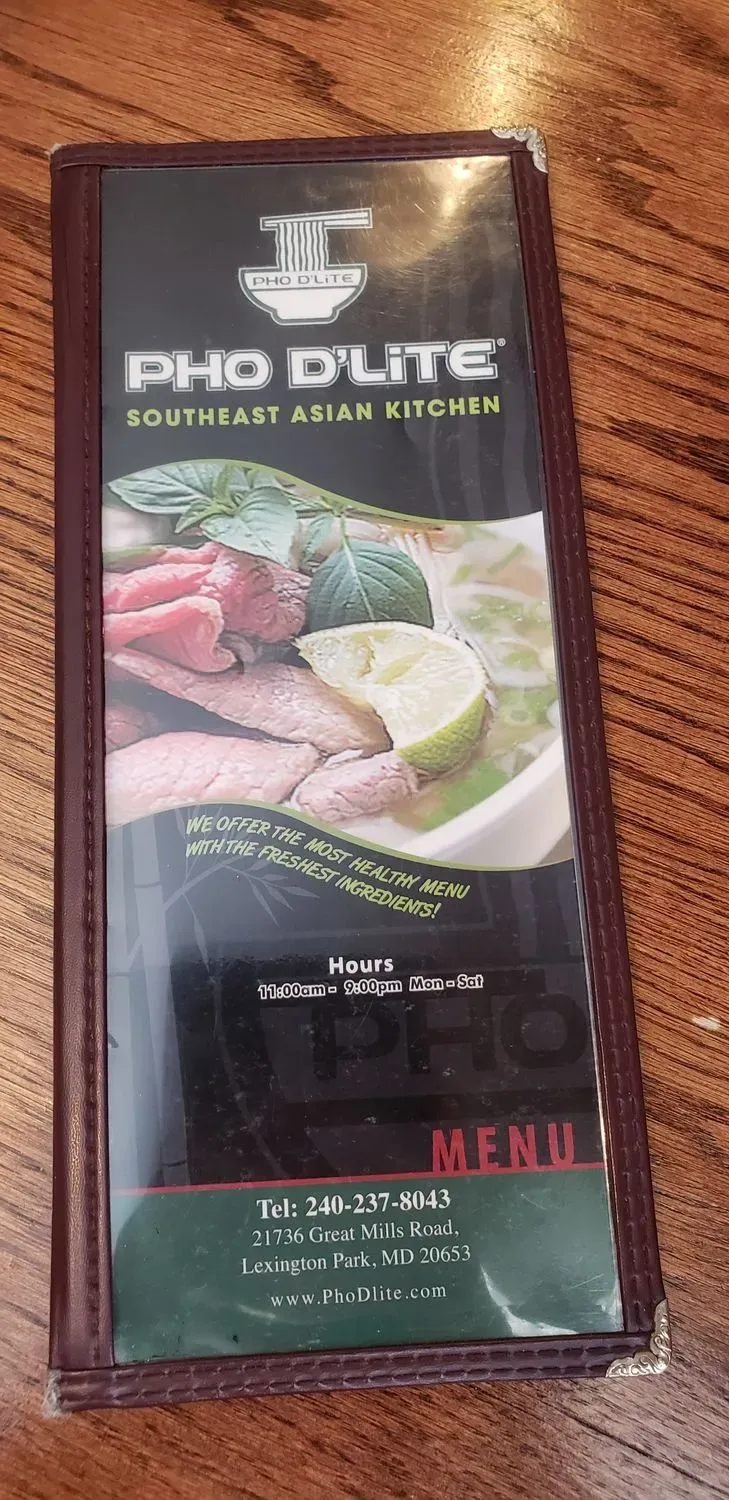 PHO D'LiTE
PHO D'LiTE®
SOUTHEAST ASIAN KITCHEN
WE OFFER THE MOST HEALTHY MENU
WITH THE FRESHEST INGREDIENTS!
Hours
11:00am - 9:00pm Mon - Sat
PHO
MENU
Tel: 240-237-8043
21736 Great Mills Road,
Lexington Park, MD 20653
www.PhoDlite.com